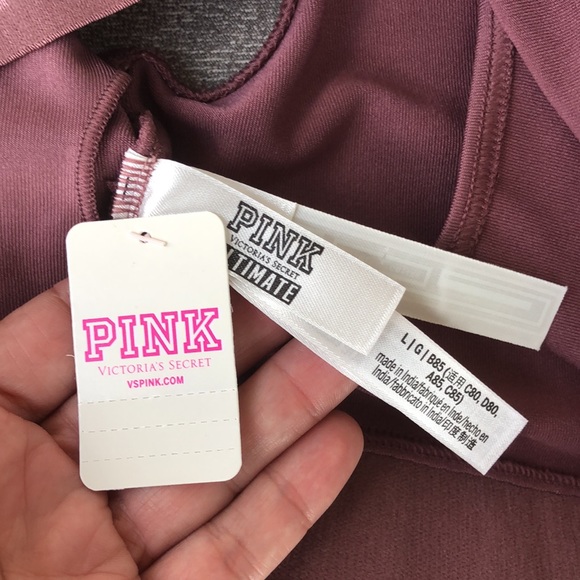 PINK
VICTORIA'S SECRET
VSPINK.COM
PINK
VICTORIA'S SECRET
L|G|B85 (适用 C80, D80,
A85, C85)
made in India/fabriqué en Inde/hecho en
India/fabbricato in India/印度制造